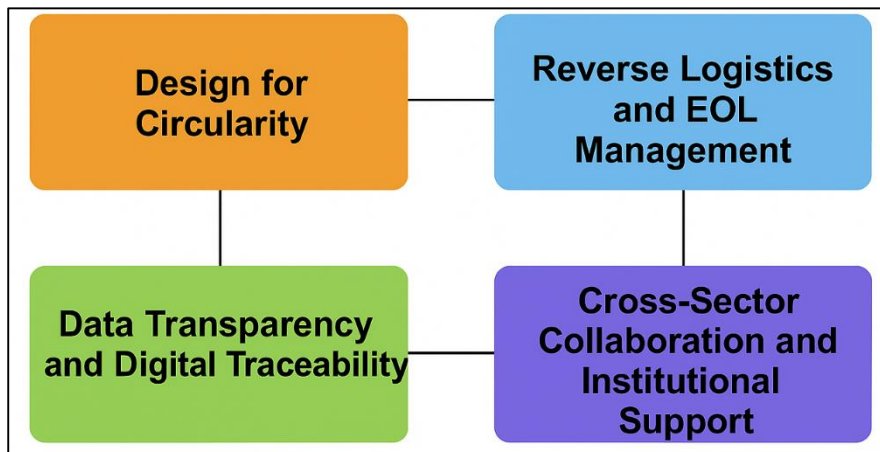 Design for
Circularity
Reverse Logistics
and EOL
Management
Data Transparency
and Digital Traceability
Cross-Sector
Collaboration and
Institutional
Support